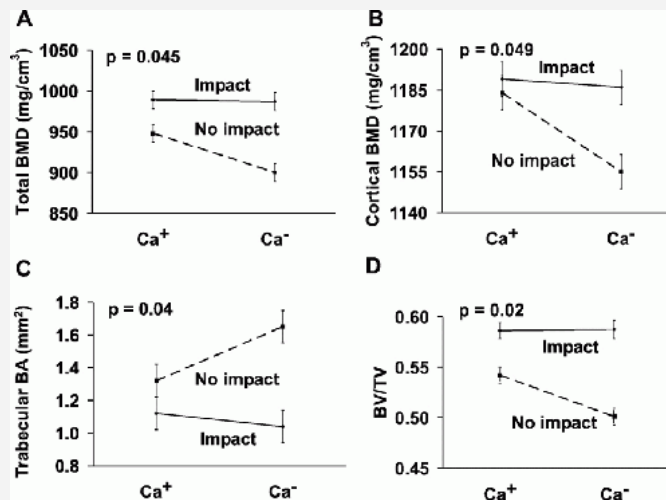 A
Total BMD (mg/cm³)
1050
1000
950
900
850
p = 0.045
Impact
No impact
Ca⁺
Ca⁻
B
Cortical BMD (mg/cm³)
1200
1185
1170
1155
1140
p = 0.049
Impact
No impact
Ca⁺
Ca⁻
C
Trabecular BA (mm²)
1.8
1.6
1.4
1.2
1.0
0.8
p = 0.04
No impact
Impact
Ca⁺
Ca⁻
D
BV/TV
0.60
0.55
0.50
0.45
p = 0.02
Impact
No impact
Ca⁺
Ca⁻